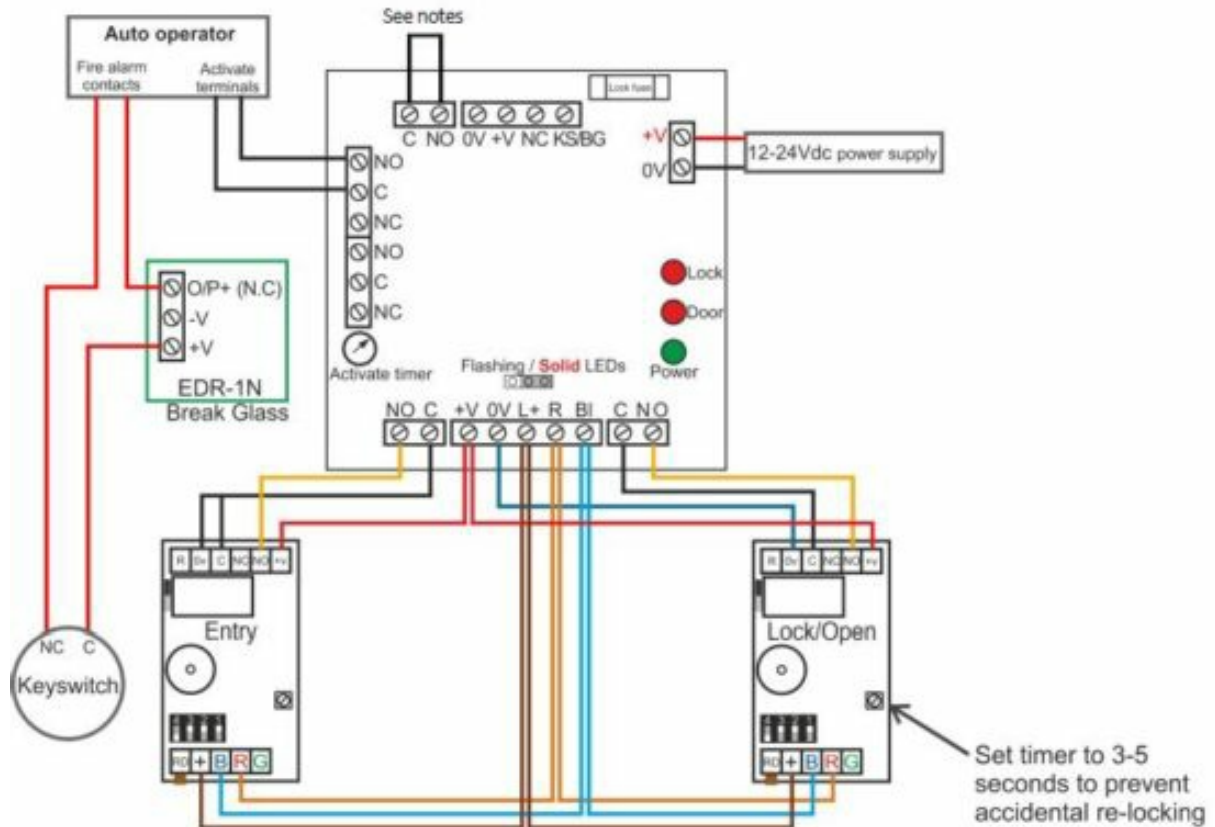 See notes
Auto operator
Fire alarm
contacts
Activate
terminals
Lock fuse
C NO 0V +V NC KS/BG
+V
0V
12-24Vdc power supply
NO
C
NC
NO
C
NC
Activate timer
Lock
Door
Power
Flashing / Solid LEDs
O/P+ (N.C)
-V
+V
EDR-1N
Break Glass
NO C +V 0V L+ R Bl C NO
R 0v C NC NO +v
Entry
RD + B R G
R 0v C NC NO +v
Lock/Open
RD + B R G
NC C
Keyswitch
Set timer to 3-5
seconds to prevent
accidental re-locking